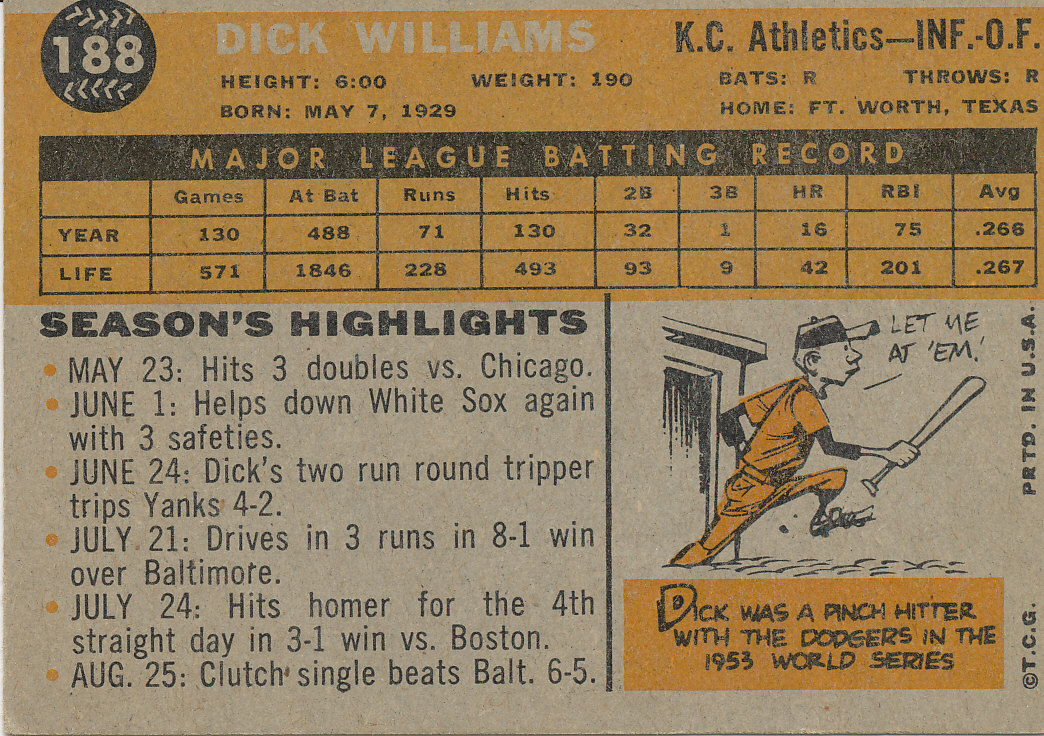 188
DICK WILLIAMS
K.C. Athletics—INF.-O.F.
HEIGHT: 6:00 WEIGHT: 190 BATS: R THROWS: R
BORN: MAY 7, 1929 HOME: FT. WORTH, TEXAS
MAJOR LEAGUE BATTING RECORD
Games At Bat Runs Hits 2B 3B HR RBI Avg
YEAR 130 488 71 130 32 1 16 75 .266
LIFE 571 1846 228 493 93 9 42 201 .267
SEASON'S HIGHLIGHTS
• MAY 23: Hits 3 doubles vs. Chicago.
• JUNE 1: Helps down White Sox again
with 3 safeties.
• JUNE 24: Dick's two run round tripper
trips Yanks 4-2.
• JULY 21: Drives in 3 runs in 8-1 win
over Baltimore.
• JULY 24: Hits homer for the 4th
straight day in 3-1 win vs. Boston.
• AUG. 25: Clutch single beats Balt. 6-5.
LET ME
AT 'EM.'
DICK WAS A PINCH HITTER
WITH THE DODGERS IN THE
1953 WORLD SERIES
©T.C.G. PRTD. IN U.S.A.